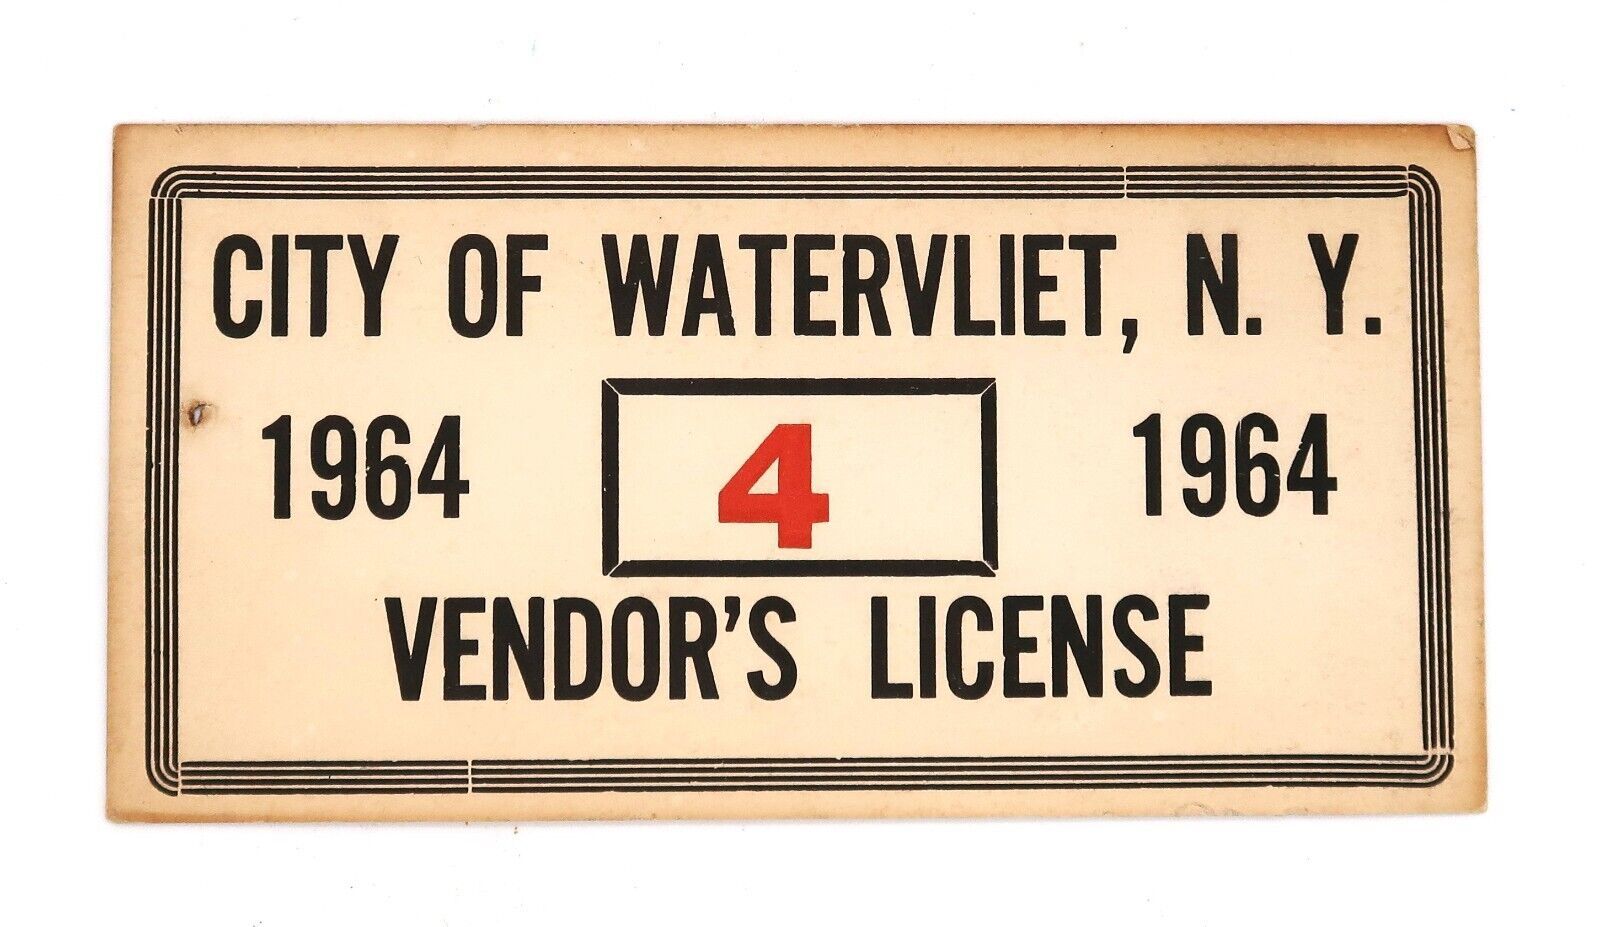 CITY OF WATERVLIET, N. Y.
1964 4 1964
VENDOR'S LICENSE